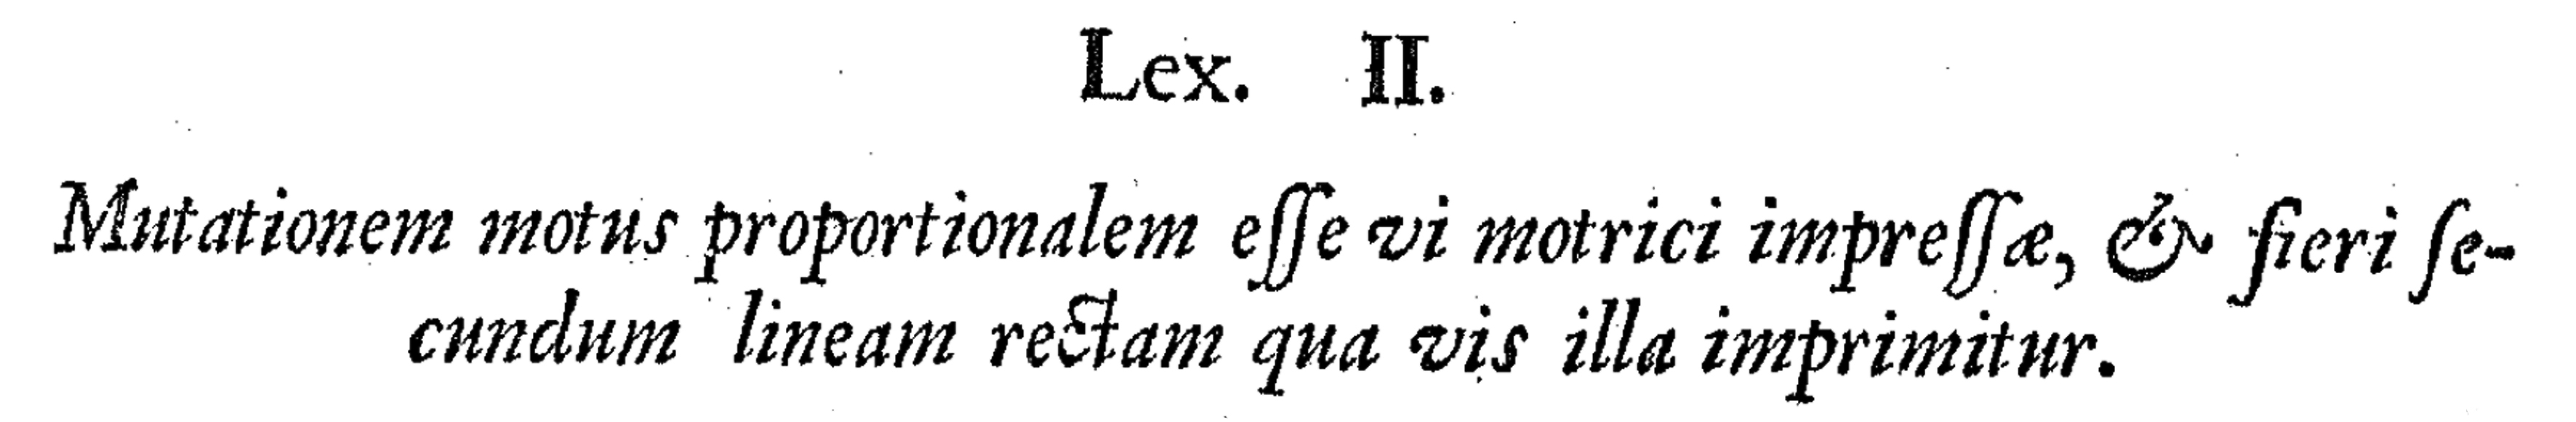 Lex. II.
Mutationem motus proportionalem eſſe vi motrici impreſſæ, & fieri ſe-
cundum lineam rectam qua vis illa imprimitur.